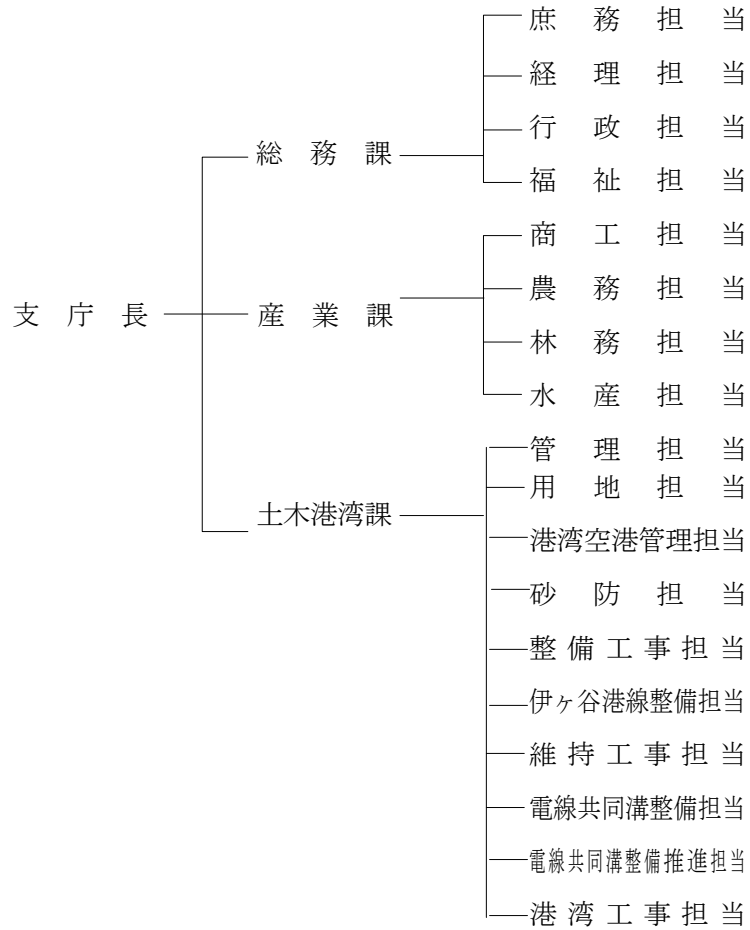 支庁長
総務課
庶務担当
経理担当
行政担当
福祉担当
産業課
商工担当
農務担当
林務担当
水産担当
土木港湾課
管理担当
用地担当
港湾空港管理担当
砂防担当
整備工事担当
伊ヶ谷港線整備担当
維持工事担当
電線共同溝整備担当
電線共同溝整備推進担当
港湾工事担当